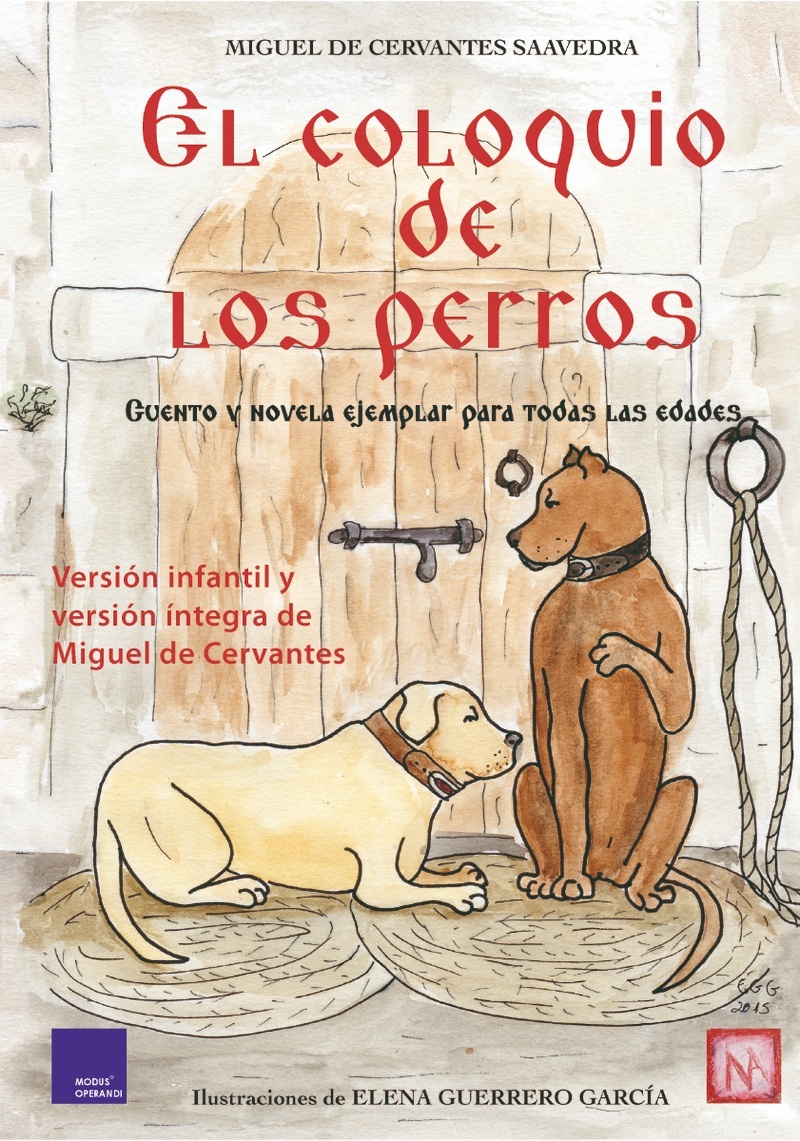 MIGUEL DE CERVANTES SAAVEDRA
El coloquio
de
los perros
Cuento y novela ejemplar para todas las edades
Versión infantil y
versión íntegra de
Miguel de Cervantes
EGG
2015
MODUS
OPERANDI
NA
Ilustraciones de ELENA GUERRERO GARCÍA